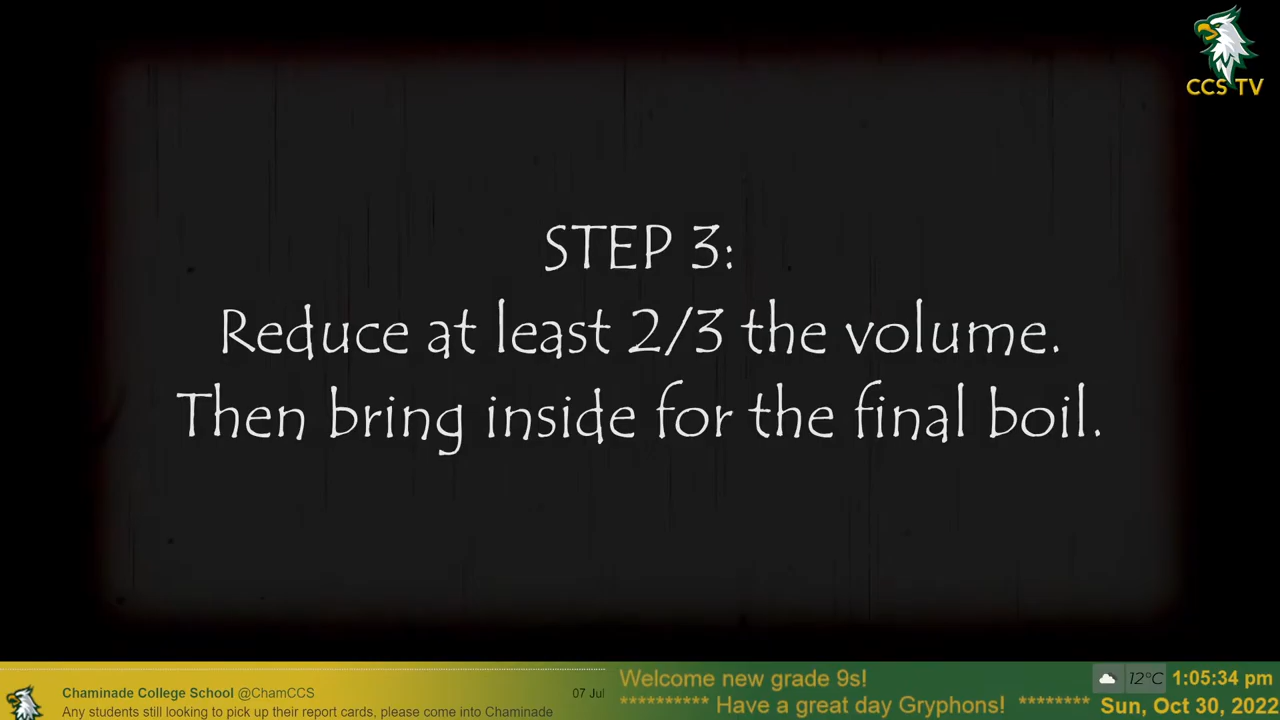 CCS TV
STEP 3:
Reduce at least 2/3 the volume.
Then bring inside for the final boil.
Chaminade College School @ChamCCS 07 Jul
Any students still looking to pick up their report cards, please come into Chaminade
Welcome new grade 9s!
********** Have a great day Gryphons! ********
12°C 1:05:34 pm
Sun, Oct 30, 2022